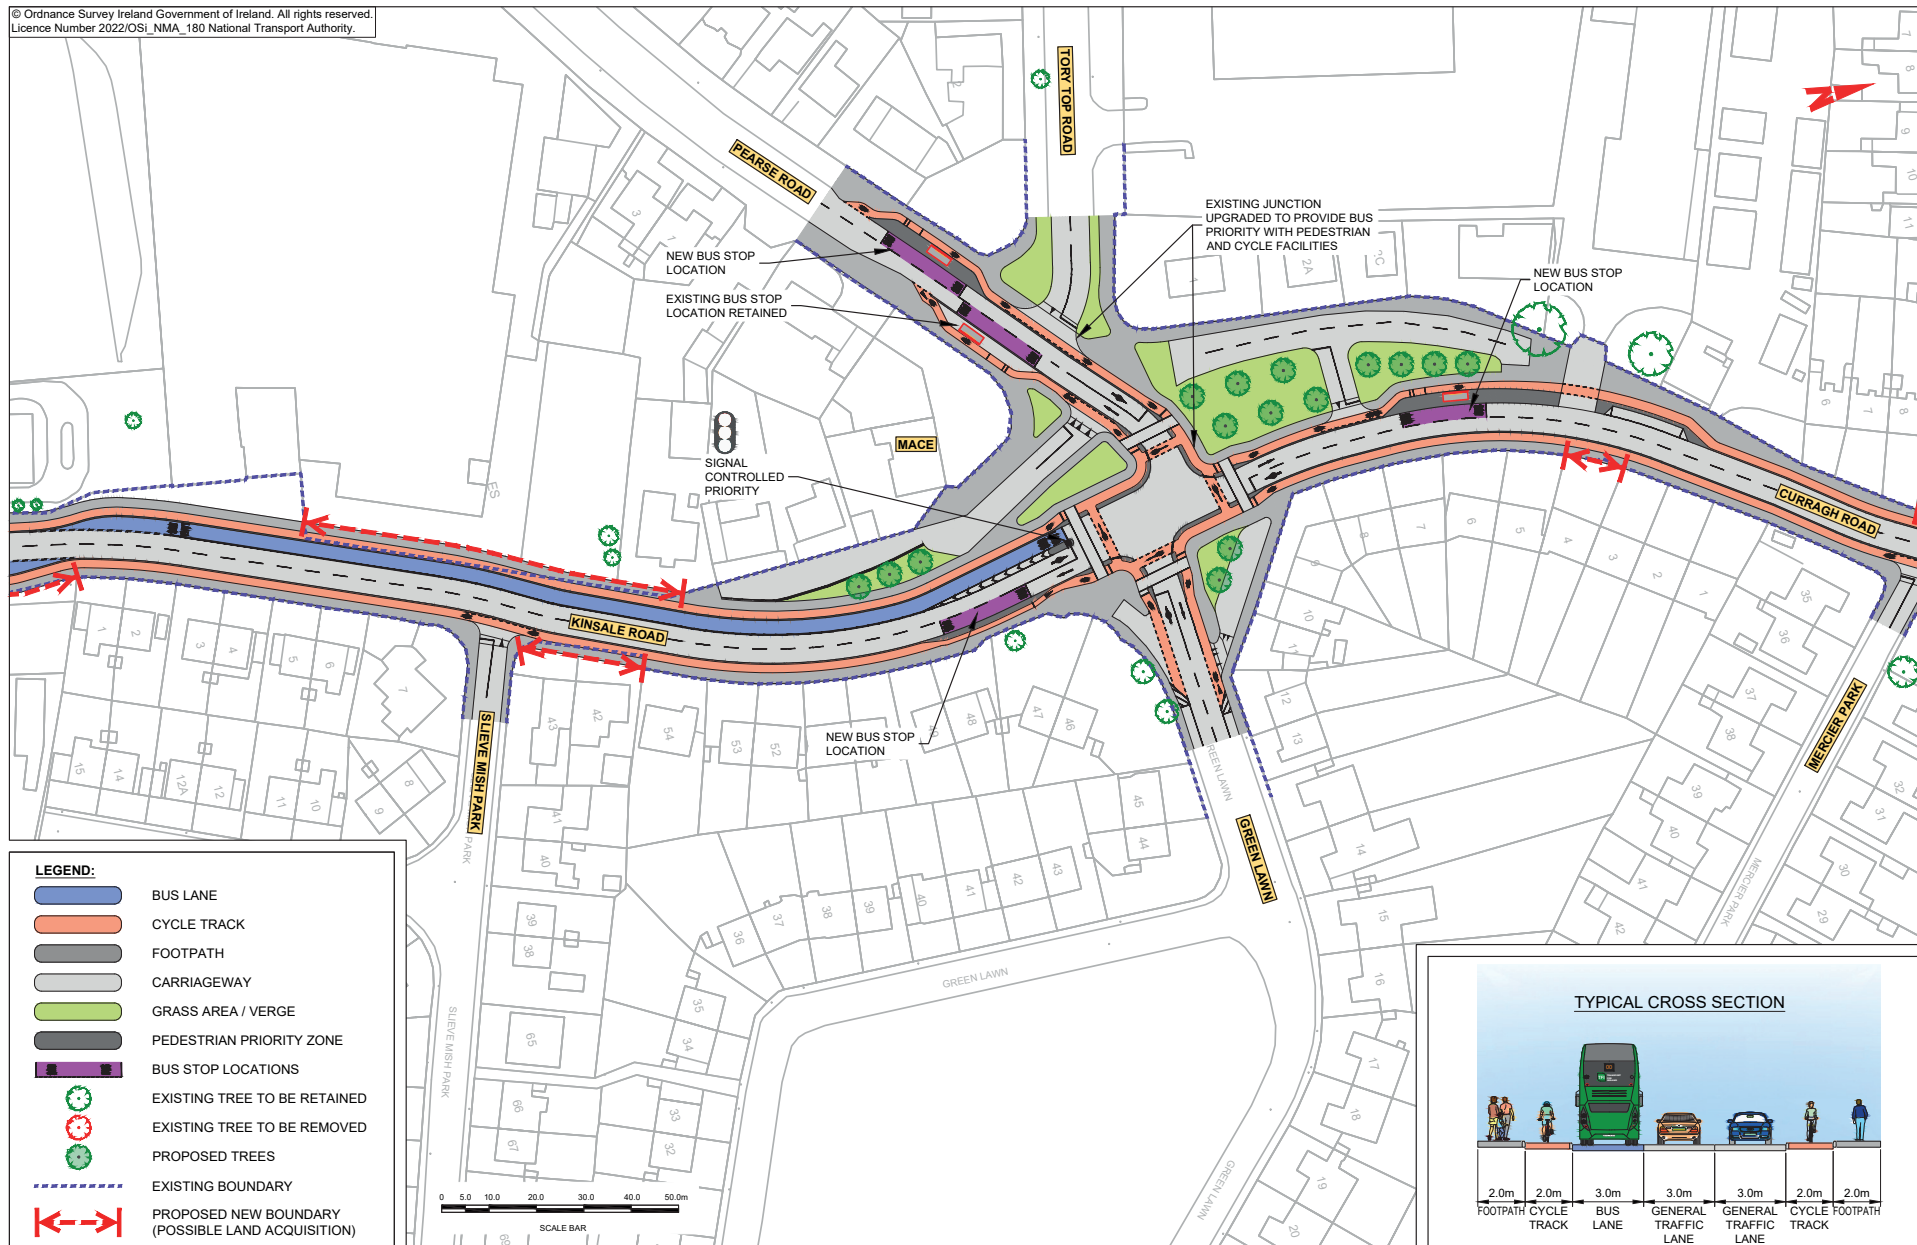 © Ordnance Survey Ireland Government of Ireland. All rights reserved.
Licence Number 2022/OSi_NMA_180 National Transport Authority.
TORY TOP ROAD
PEARSE ROAD
EXISTING JUNCTION
UPGRADED TO PROVIDE BUS
PRIORITY WITH PEDESTRIAN
AND CYCLE FACILITIES
NEW BUS STOP
LOCATION
EXISTING BUS STOP
LOCATION RETAINED
NEW BUS STOP
LOCATION
MACE
SIGNAL
CONTROLLED
PRIORITY
CURRAGH ROAD
KINSALE ROAD
NEW BUS STOP
LOCATION
SLIEVE MISH PARK
MERCIER PARK
GREEN LAWN
GREEN LAWN
GREEN LAWN
SLIEVE MISH PARK
PARK
MERCIER PARK
LEGEND:
BUS LANE
CYCLE TRACK
FOOTPATH
CARRIAGEWAY
GRASS AREA / VERGE
PEDESTRIAN PRIORITY ZONE
BUS STOP LOCATIONS
EXISTING TREE TO BE RETAINED
EXISTING TREE TO BE REMOVED
PROPOSED TREES
EXISTING BOUNDARY
PROPOSED NEW BOUNDARY
(POSSIBLE LAND ACQUISITION)
0 5.0 10.0 20.0 30.0 40.0 50.0m
SCALE BAR
TYPICAL CROSS SECTION
2.0m 2.0m 3.0m 3.0m 3.0m 2.0m 2.0m
FOOTPATH CYCLE TRACK BUS LANE GENERAL TRAFFIC LANE GENERAL TRAFFIC LANE CYCLE TRACK FOOTPATH